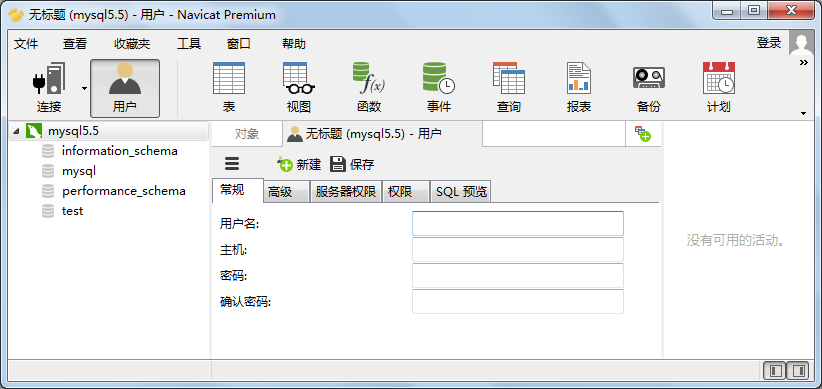 无标题 (mysql5.5) - 用户 - Navicat Premium
文件 查看 收藏夹 工具 窗口 帮助 登录
连接 用户 表 视图 函数 事件 查询 报表 备份 计划
mysql5.5
information_schema
mysql
performance_schema
test
对象 无标题 (mysql5.5) - 用户
新建 保存
常规 高级 服务器权限 权限 SQL 预览
用户名:
主机:
密码:
确认密码:
没有可用的活动。